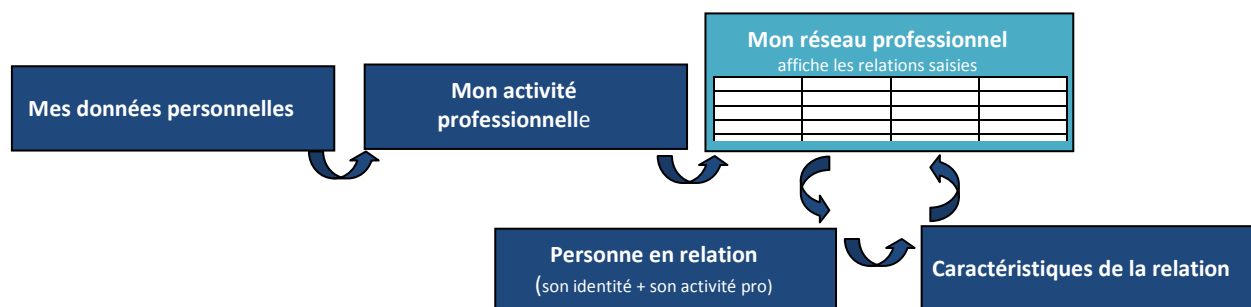 Mes données personnelles
Mon activité
professionnelle
Mon réseau professionnel
affiche les relations saisies
Personne en relation
(son identité + son activité pro)
Caractéristiques de la relation